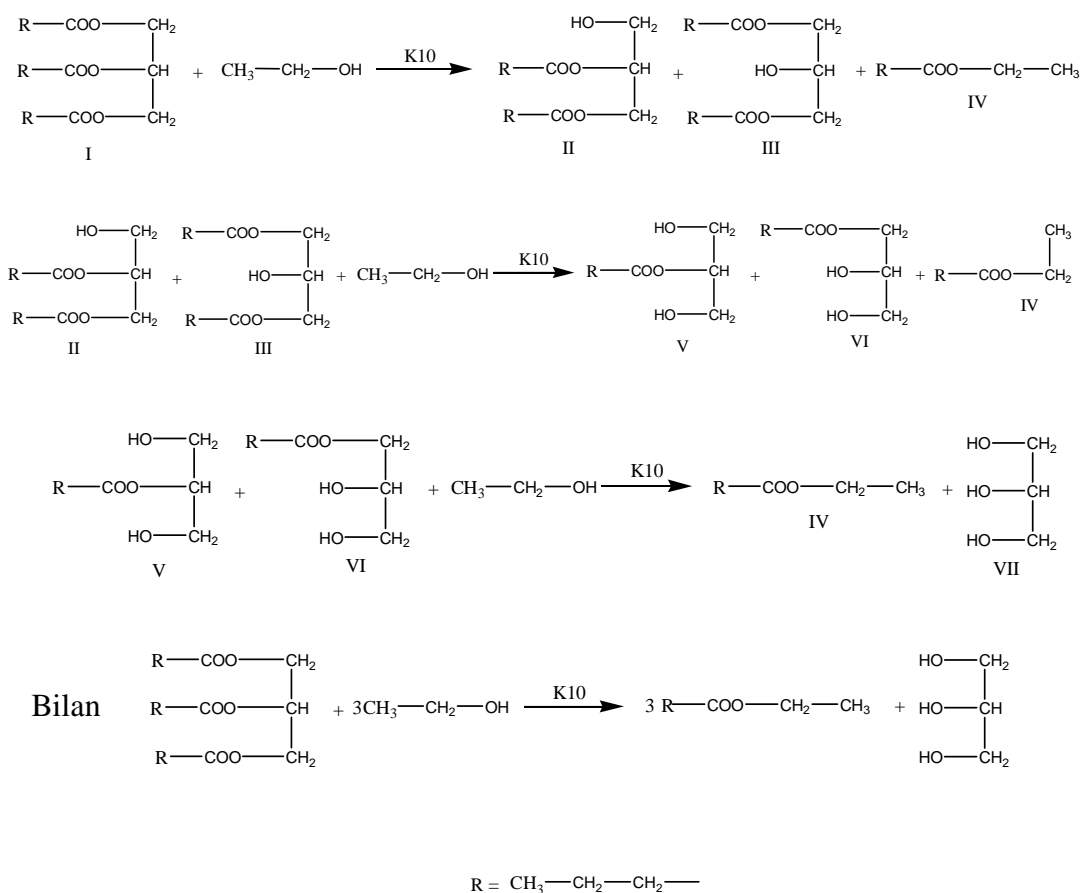 R COO CH2 HO CH2 R COO CH2
K10
R COO CH + CH3 CH2 OH R COO CH + HO CH + R COO CH2 CH3
IV
R COO CH2 R COO CH2 R COO CH2
I II III
HO CH2 R COO CH2 HO CH2 R COO CH2 CH3
K10
R COO CH + HO CH + CH3 CH2 OH R COO CH + HO CH + R COO CH2
IV
R COO CH2 R COO CH2 HO CH2 HO CH2
II III V VI
HO CH2 R COO CH2 HO CH2
K10
R COO CH + HO CH + CH3 CH2 OH R COO CH2 CH3 + HO CH
IV
HO CH2 HO CH2 HO CH2
V VI VII
R COO CH2 HO CH2
K10
Bilan R COO CH + 3CH3 CH2 OH 3 R COO CH2 CH3 + HO CH
R COO CH2 HO CH2
R = CH3 CH2 CH2